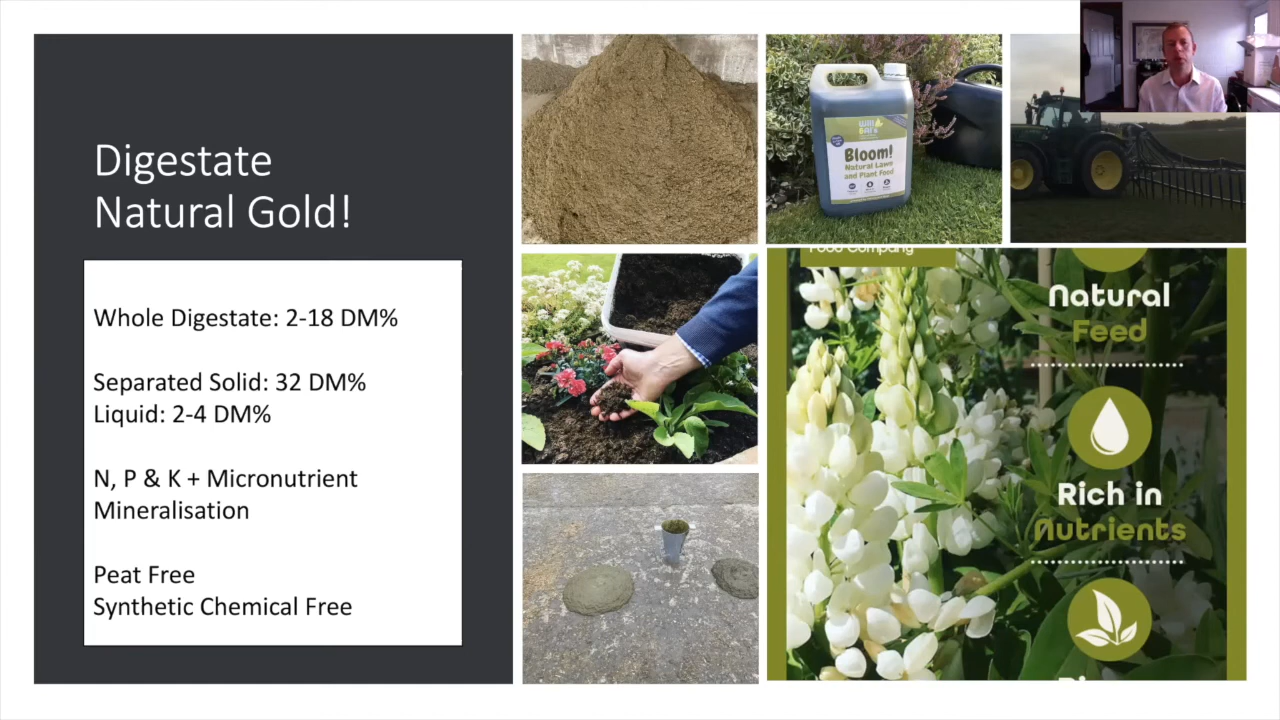 Digestate
Natural Gold!
Whole Digestate: 2-18 DM%
Separated Solid: 32 DM%
Liquid: 2-4 DM%
N, P & K + Micronutrient
Mineralisation
Peat Free
Synthetic Chemical Free
Bloom!
Natural Lawn
and Plant Food
Food Company
Natural
Feed
Rich in
Nutrients